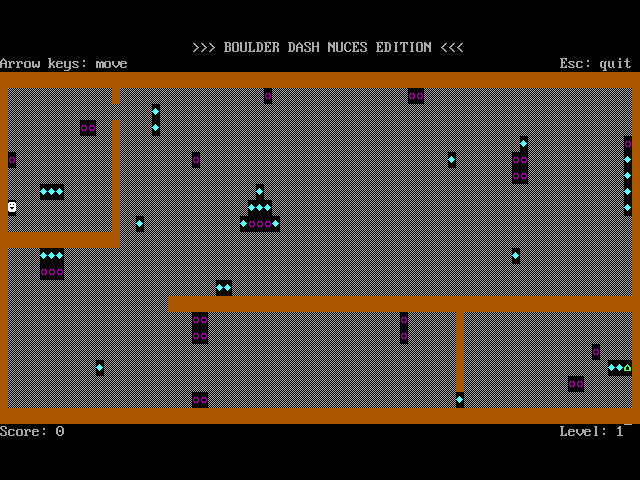 >>> BOULDER DASH NUCES EDITION <<<
Arrow keys: move Esc: quit
Score: 0 Level: 1